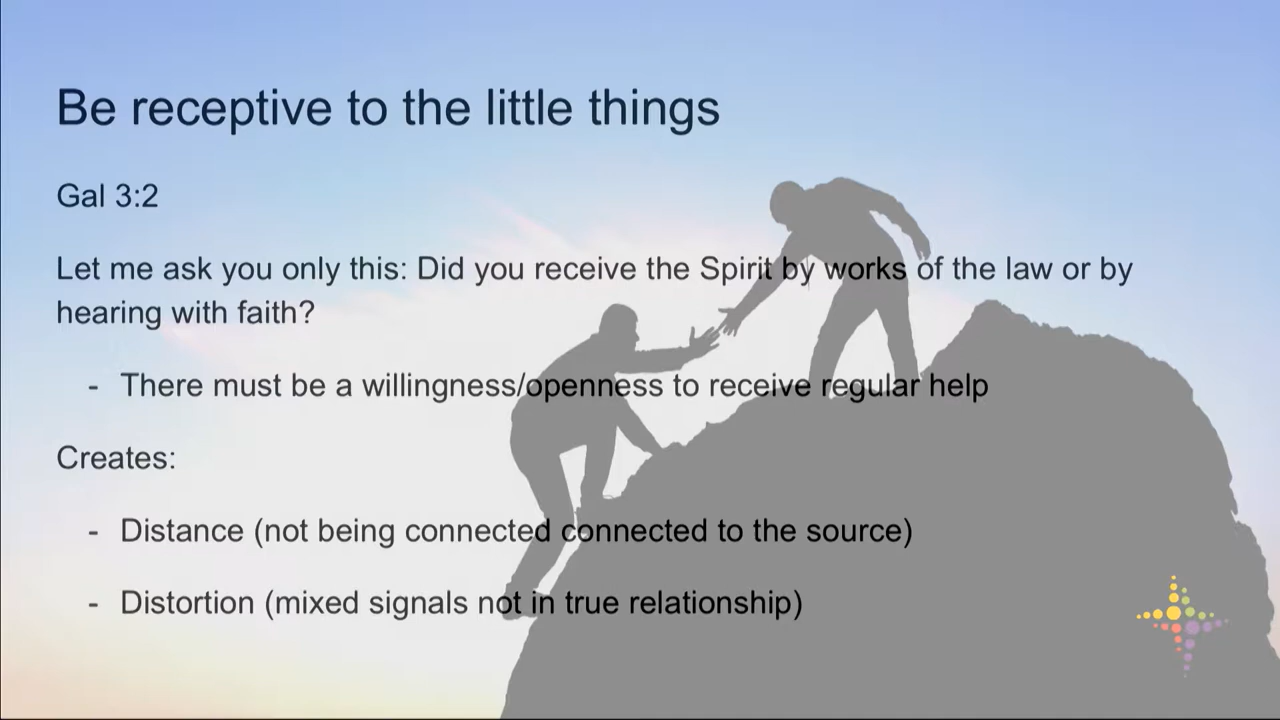 Be receptive to the little things
Gal 3:2
Let me ask you only this: Did you receive the Spirit by works of the law or by
hearing with faith?
- There must be a willingness/openness to receive regular help
Creates:
- Distance (not being connected connected to the source)
- Distortion (mixed signals not in true relationship)